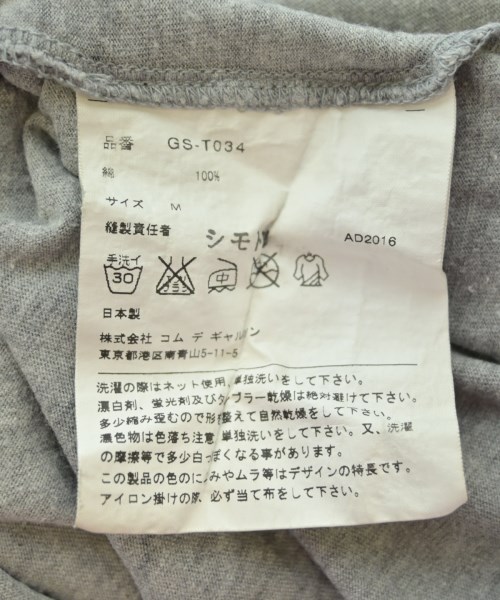 品番 GS-T034
綿 100%
サイズ M
縫製責任者 シモ AD2016
手洗イ
30
中
日本製
株式会社 コム デ ギャルソン
東京都港区南青山5-11-5
洗濯の際はネット使用、単独洗いをして下さい。
漂白剤、蛍光剤及びタンブラー乾燥は絶対避けて下さい。
多少縮み歪むので形を整えて自然乾燥をして下さい。
濃色物は色落ち注意 単独洗いをして下さい。又、洗濯
の摩擦等で多少白っぽくなる事があります。
この製品の色のにじみやムラ等はデザインの特長です。
アイロン掛けの際 必ず当て布をして下さい。